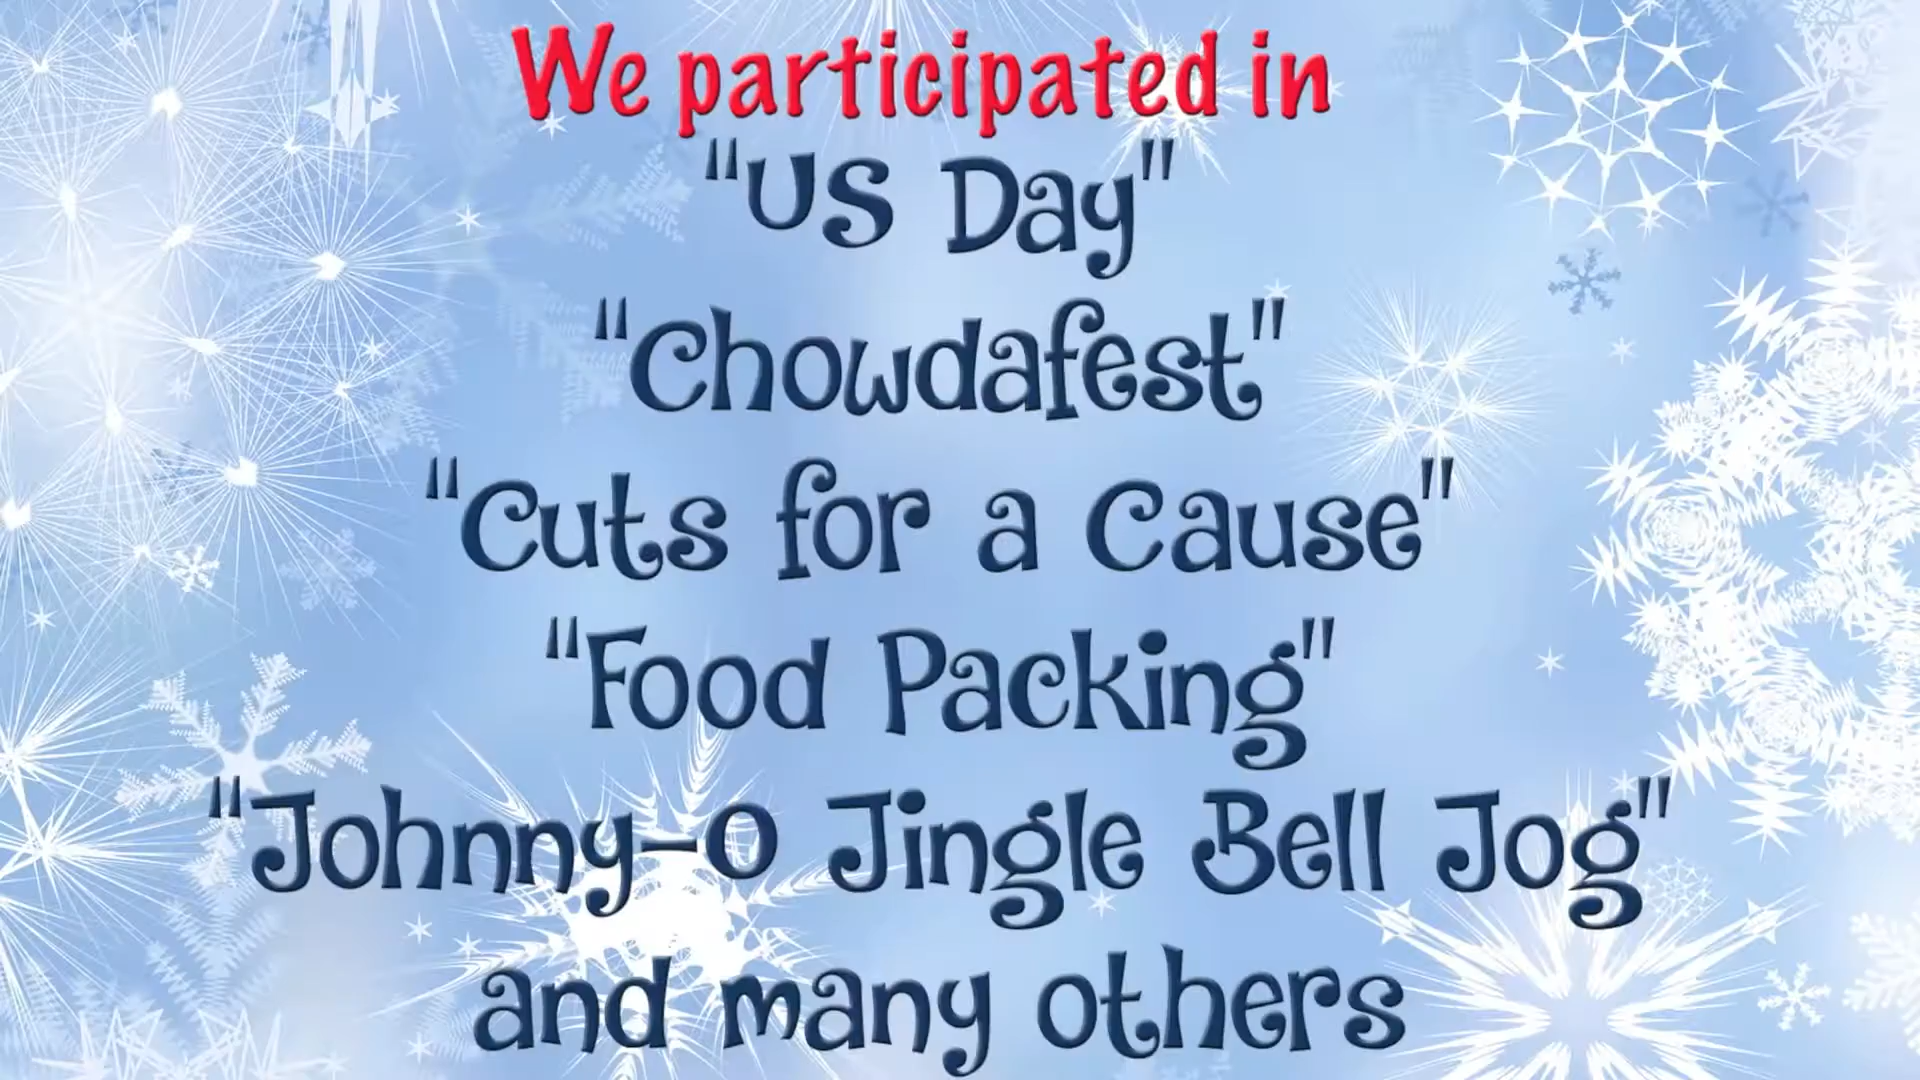 We participated in
"US Day"
"Chowdafest"
"Cuts for a Cause"
"Food Packing"
"Johnny-O Jingle Bell Jog"
and many others